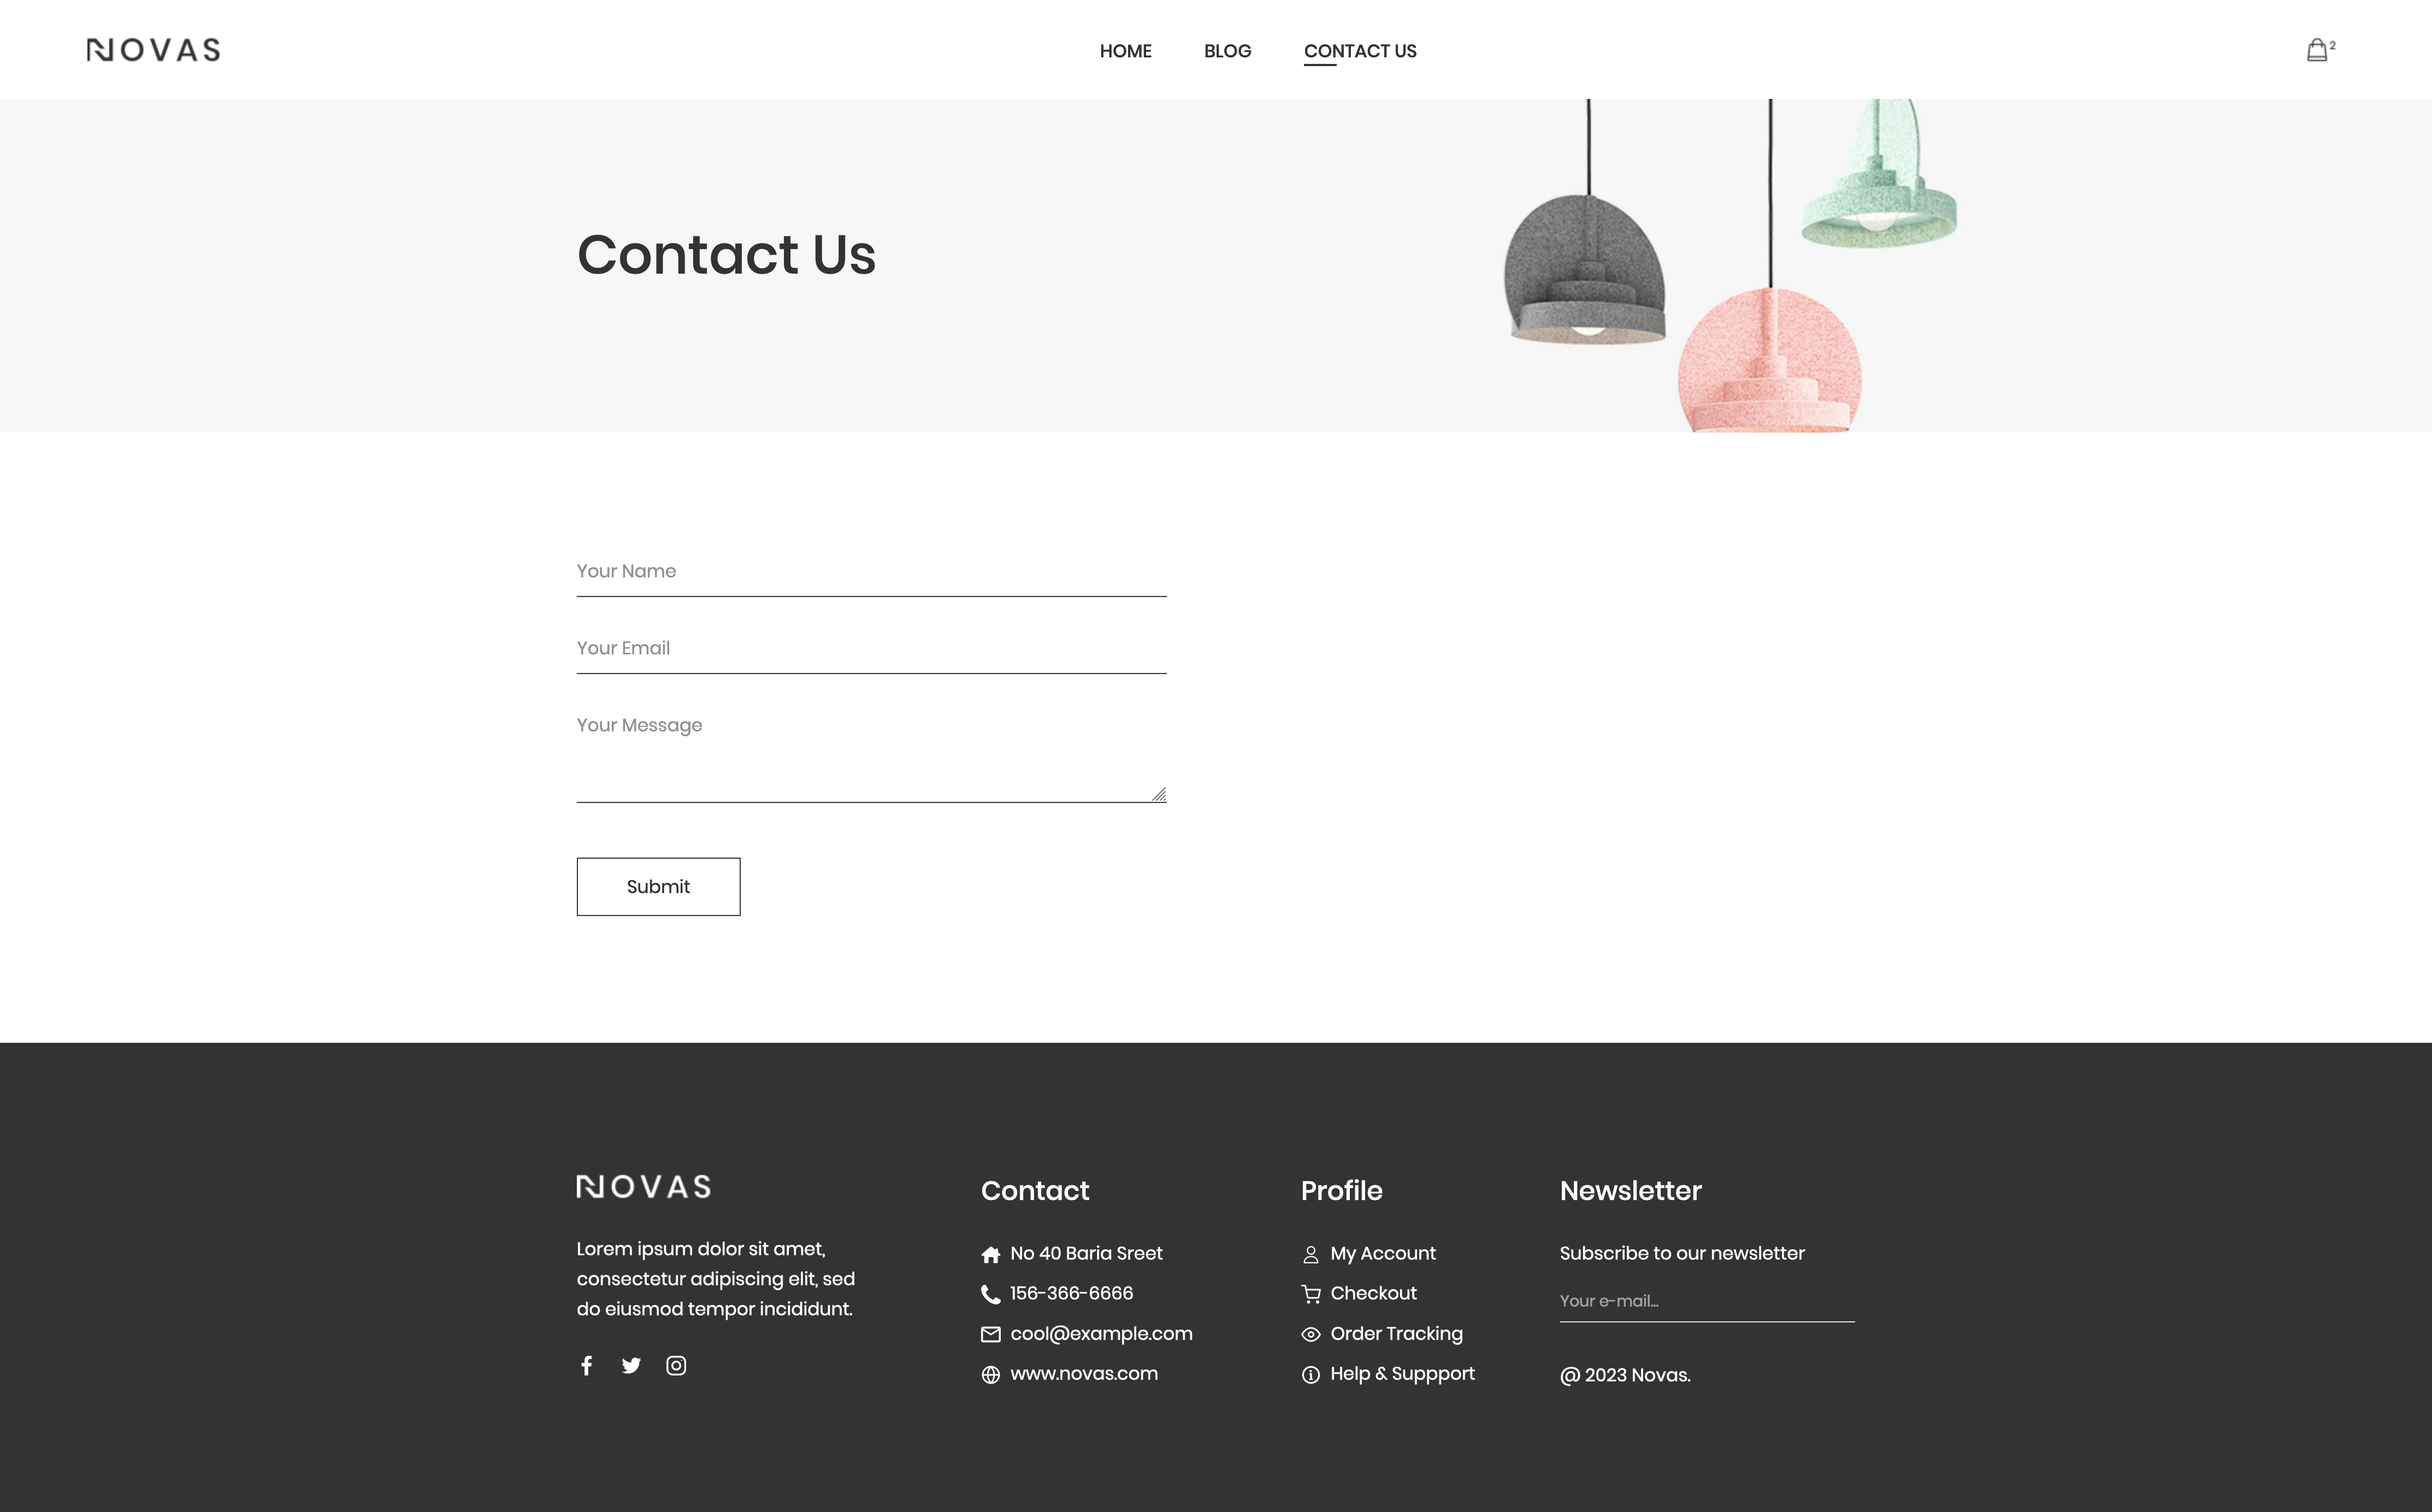 NOVAS
HOME BLOG CONTACT US
2
Contact Us
Your Name
Your Email
Your Message
Submit
NOVAS
Lorem ipsum dolor sit amet,
consectetur adipiscing elit, sed
do eiusmod tempor incididunt.
Contact
No 40 Baria Sreet
156-366-6666
cool@example.com
www.novas.com
Profile
My Account
Checkout
Order Tracking
Help & Suppport
Newsletter
Subscribe to our newsletter
Your e-mail...
@ 2023 Novas.